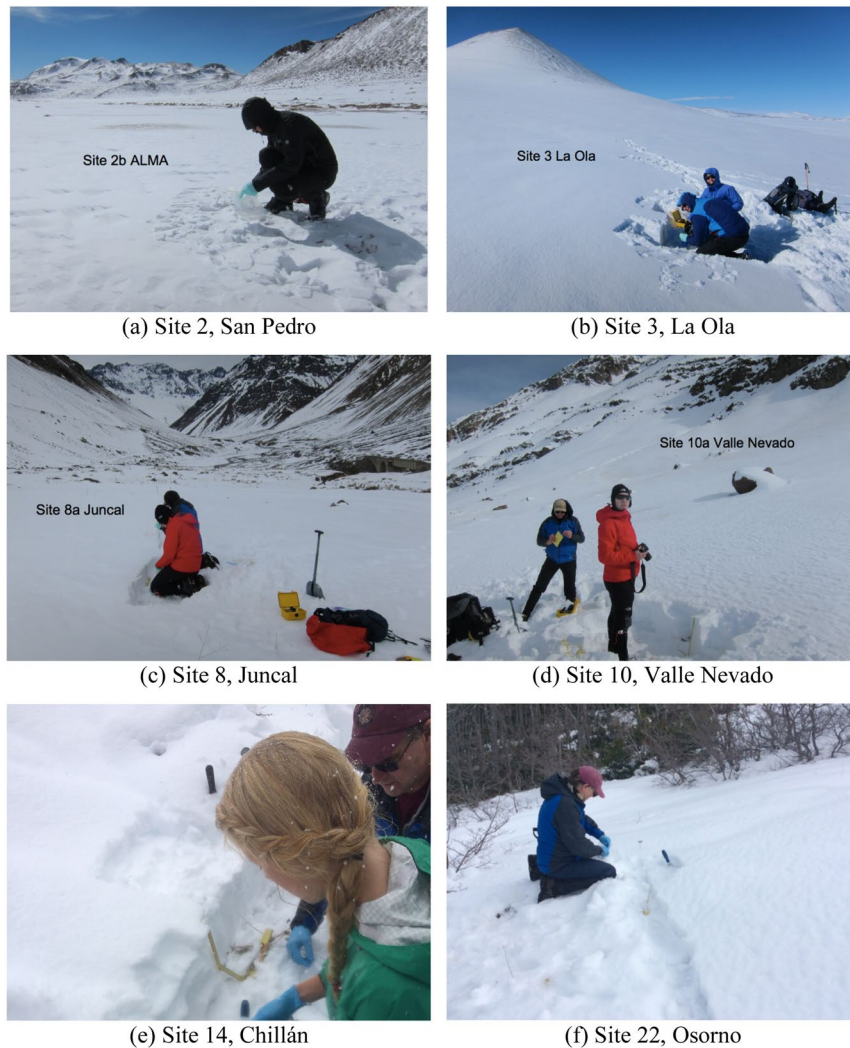 Site 2b ALMA
Site 3 La Ola
(a) Site 2, San Pedro
(b) Site 3, La Ola
Site 8a Juncal
Site 10a Valle Nevado
(c) Site 8, Juncal
(d) Site 10, Valle Nevado
(e) Site 14, Chillán
(f) Site 22, Osorno